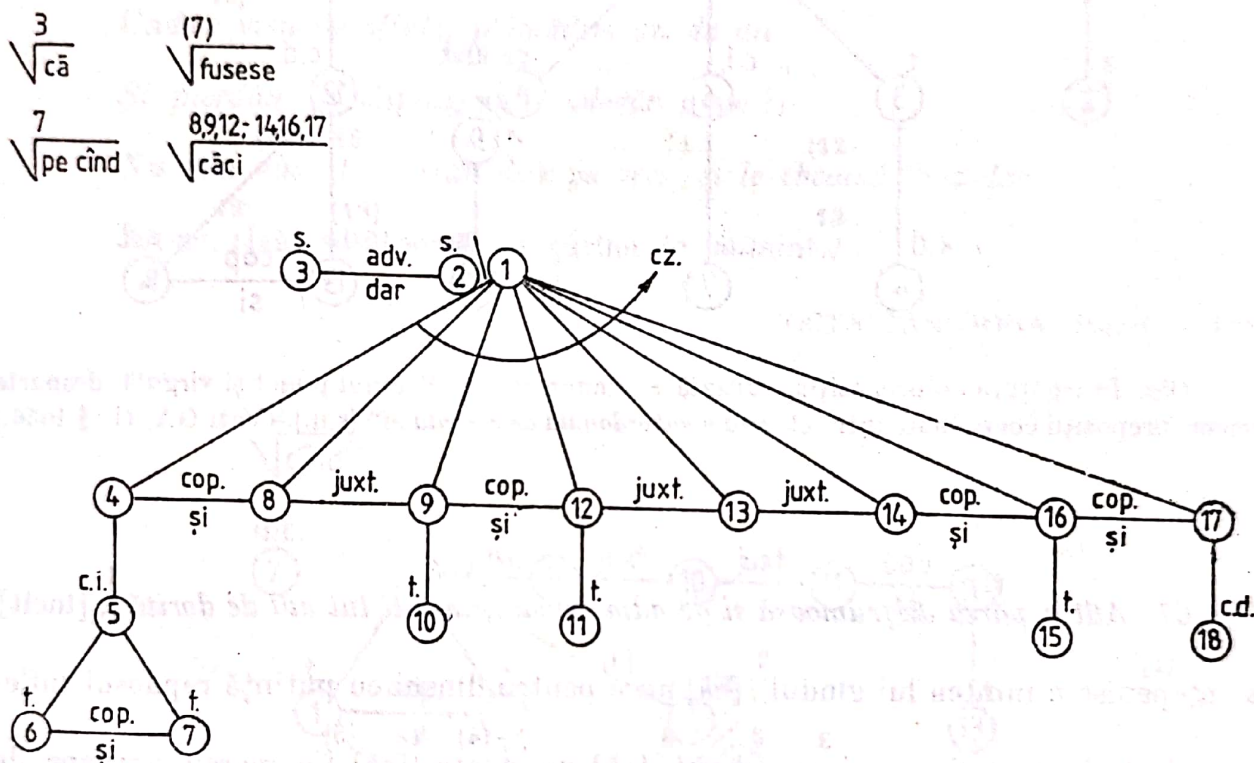 3 (7)
√cā √fusese
7 8,9,12,-14,16,17
√pe cînd √cāci
s. adv. s. cz.
3 dar 2 1
cop. juxt. cop. juxt. juxt. cop. cop.
4 și 8 9 și 12 13 14 și 16 și 17
c.i. t. t. t. c.d.
5 10 11 15 18
t. cop. t.
6 și 7